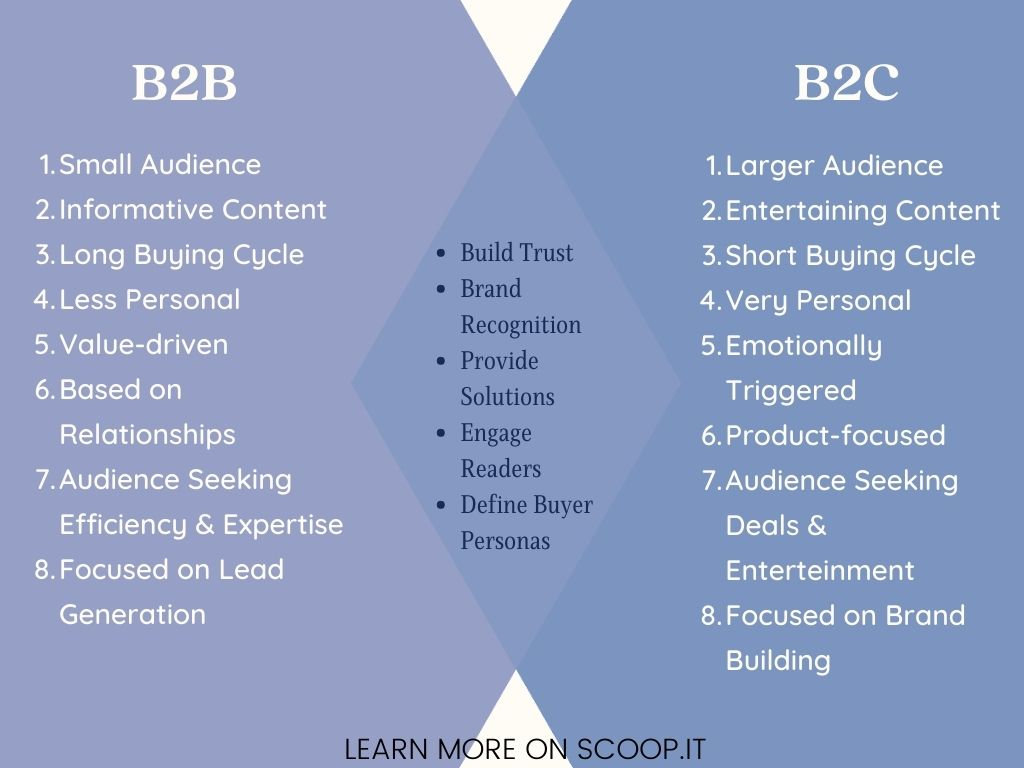 B2B
1. Small Audience
2. Informative Content
3. Long Buying Cycle
4. Less Personal
5. Value-driven
6. Based on
Relationships
7. Audience Seeking
Efficiency & Expertise
8. Focused on Lead
Generation
• Build Trust
• Brand
Recognition
• Provide
Solutions
• Engage
Readers
• Define Buyer
Personas
B2C
1. Larger Audience
2. Entertaining Content
3. Short Buying Cycle
4. Very Personal
5. Emotionally
Triggered
6. Product-focused
7. Audience Seeking
Deals &
Enterteinment
8. Focused on Brand
Building
LEARN MORE ON SCOOP.IT